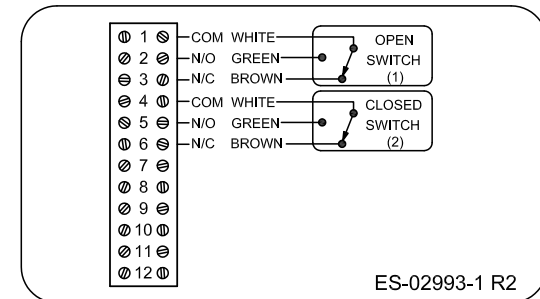 1 COM WHITE OPEN
2 N/O GREEN SWITCH
3 N/C BROWN (1)
4 COM WHITE CLOSED
5 N/O GREEN SWITCH
6 N/C BROWN (2)
7
8
9
10
11
12
ES-02993-1 R2